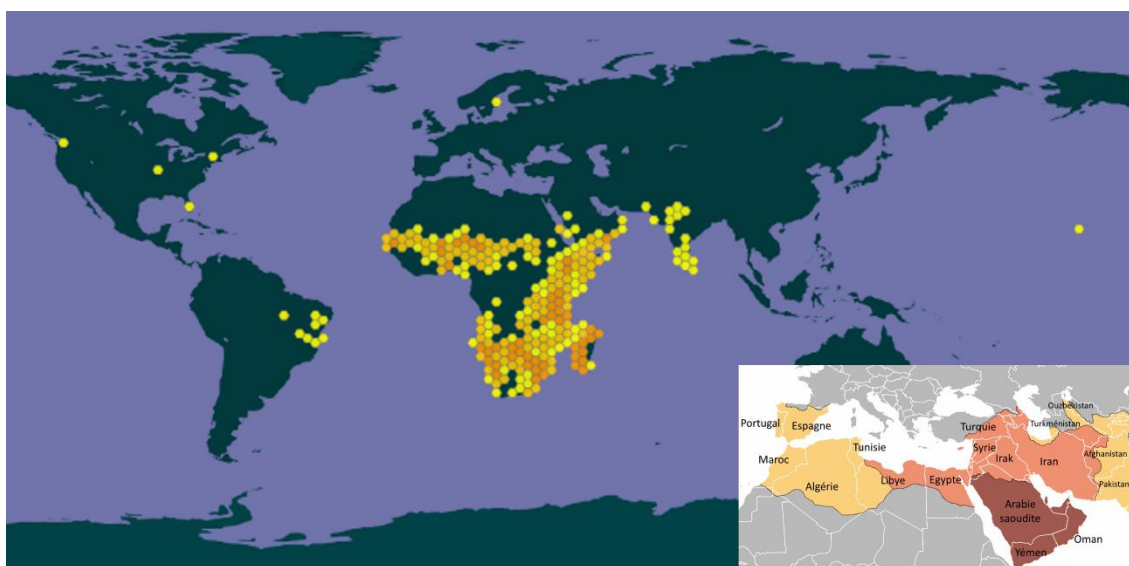 Ouzbékistan
Portugal Espagne Turquie Turkménistan
Tunisie
Maroc Syrie Irak Iran Afghanistan
Algérie Libye Egypte Pakistan
Arabie
saoudite
Oman
Yémen